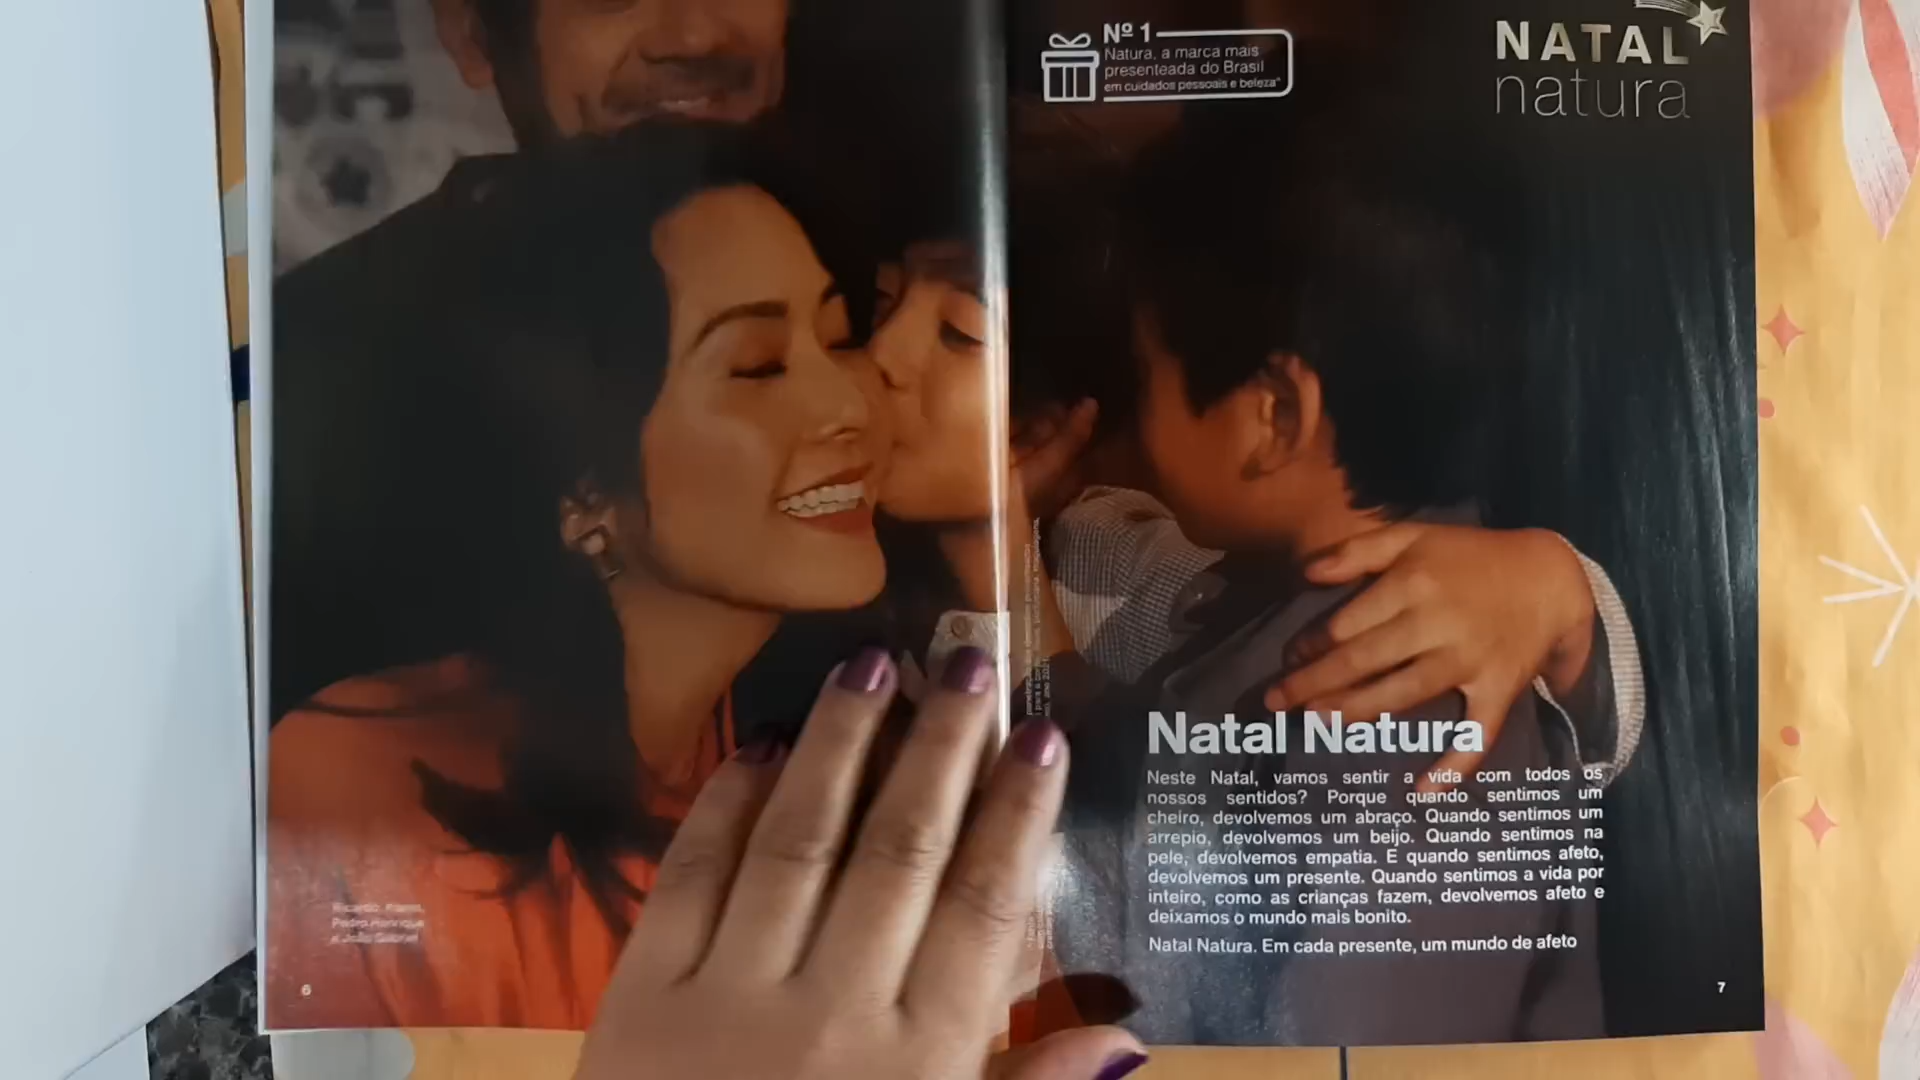 Nº 1
Natura, a marca mais
presenteada do Brasil
em cuidados pessoais e beleza*
NATAL
natura
Natal Natura
Neste Natal, vamos sentir a vida com todos os
nossos sentidos? Porque quando sentimos um
cheiro, devolvemos um abraço. Quando sentimos um
arrepio, devolvemos um beijo. Quando sentimos na
pele, devolvemos empatia. E quando sentimos afeto,
devolvemos um presente. Quando sentimos a vida por
inteiro, como as crianças fazem, devolvemos afeto e
deixamos o mundo mais bonito.
Natal Natura. Em cada presente, um mundo de afeto
Pedro Henrique
e João Gabriel
6
7